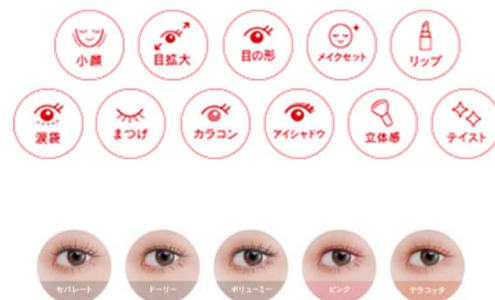 小顔
目拡大
目の形
メイクセット
リップ
涙袋
まつげ
カラコン
アイシャドウ
立体感
テイスト
セパレート
ドーリー
ボリューミー
ピンク
テラコッタ